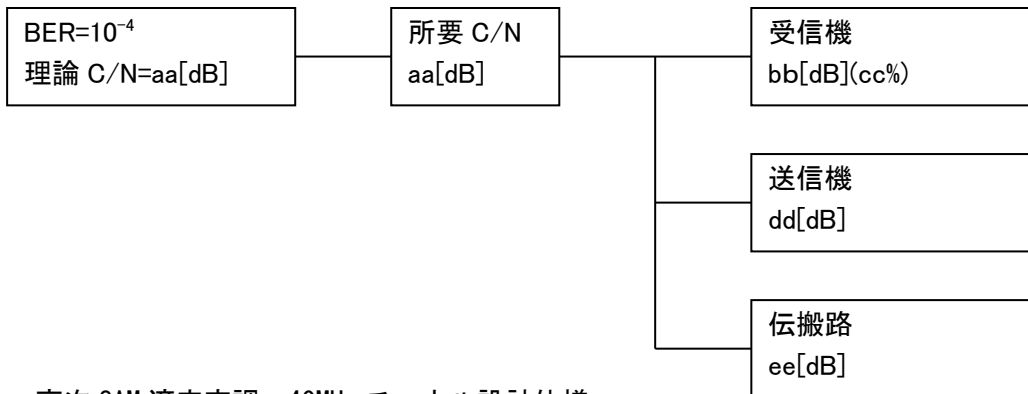 BER=10⁻⁴
理論 C/N=aa[dB]
所要 C/N
aa[dB]
受信機
bb[dB](cc%)
送信機
dd[dB]
伝搬路
ee[dB]